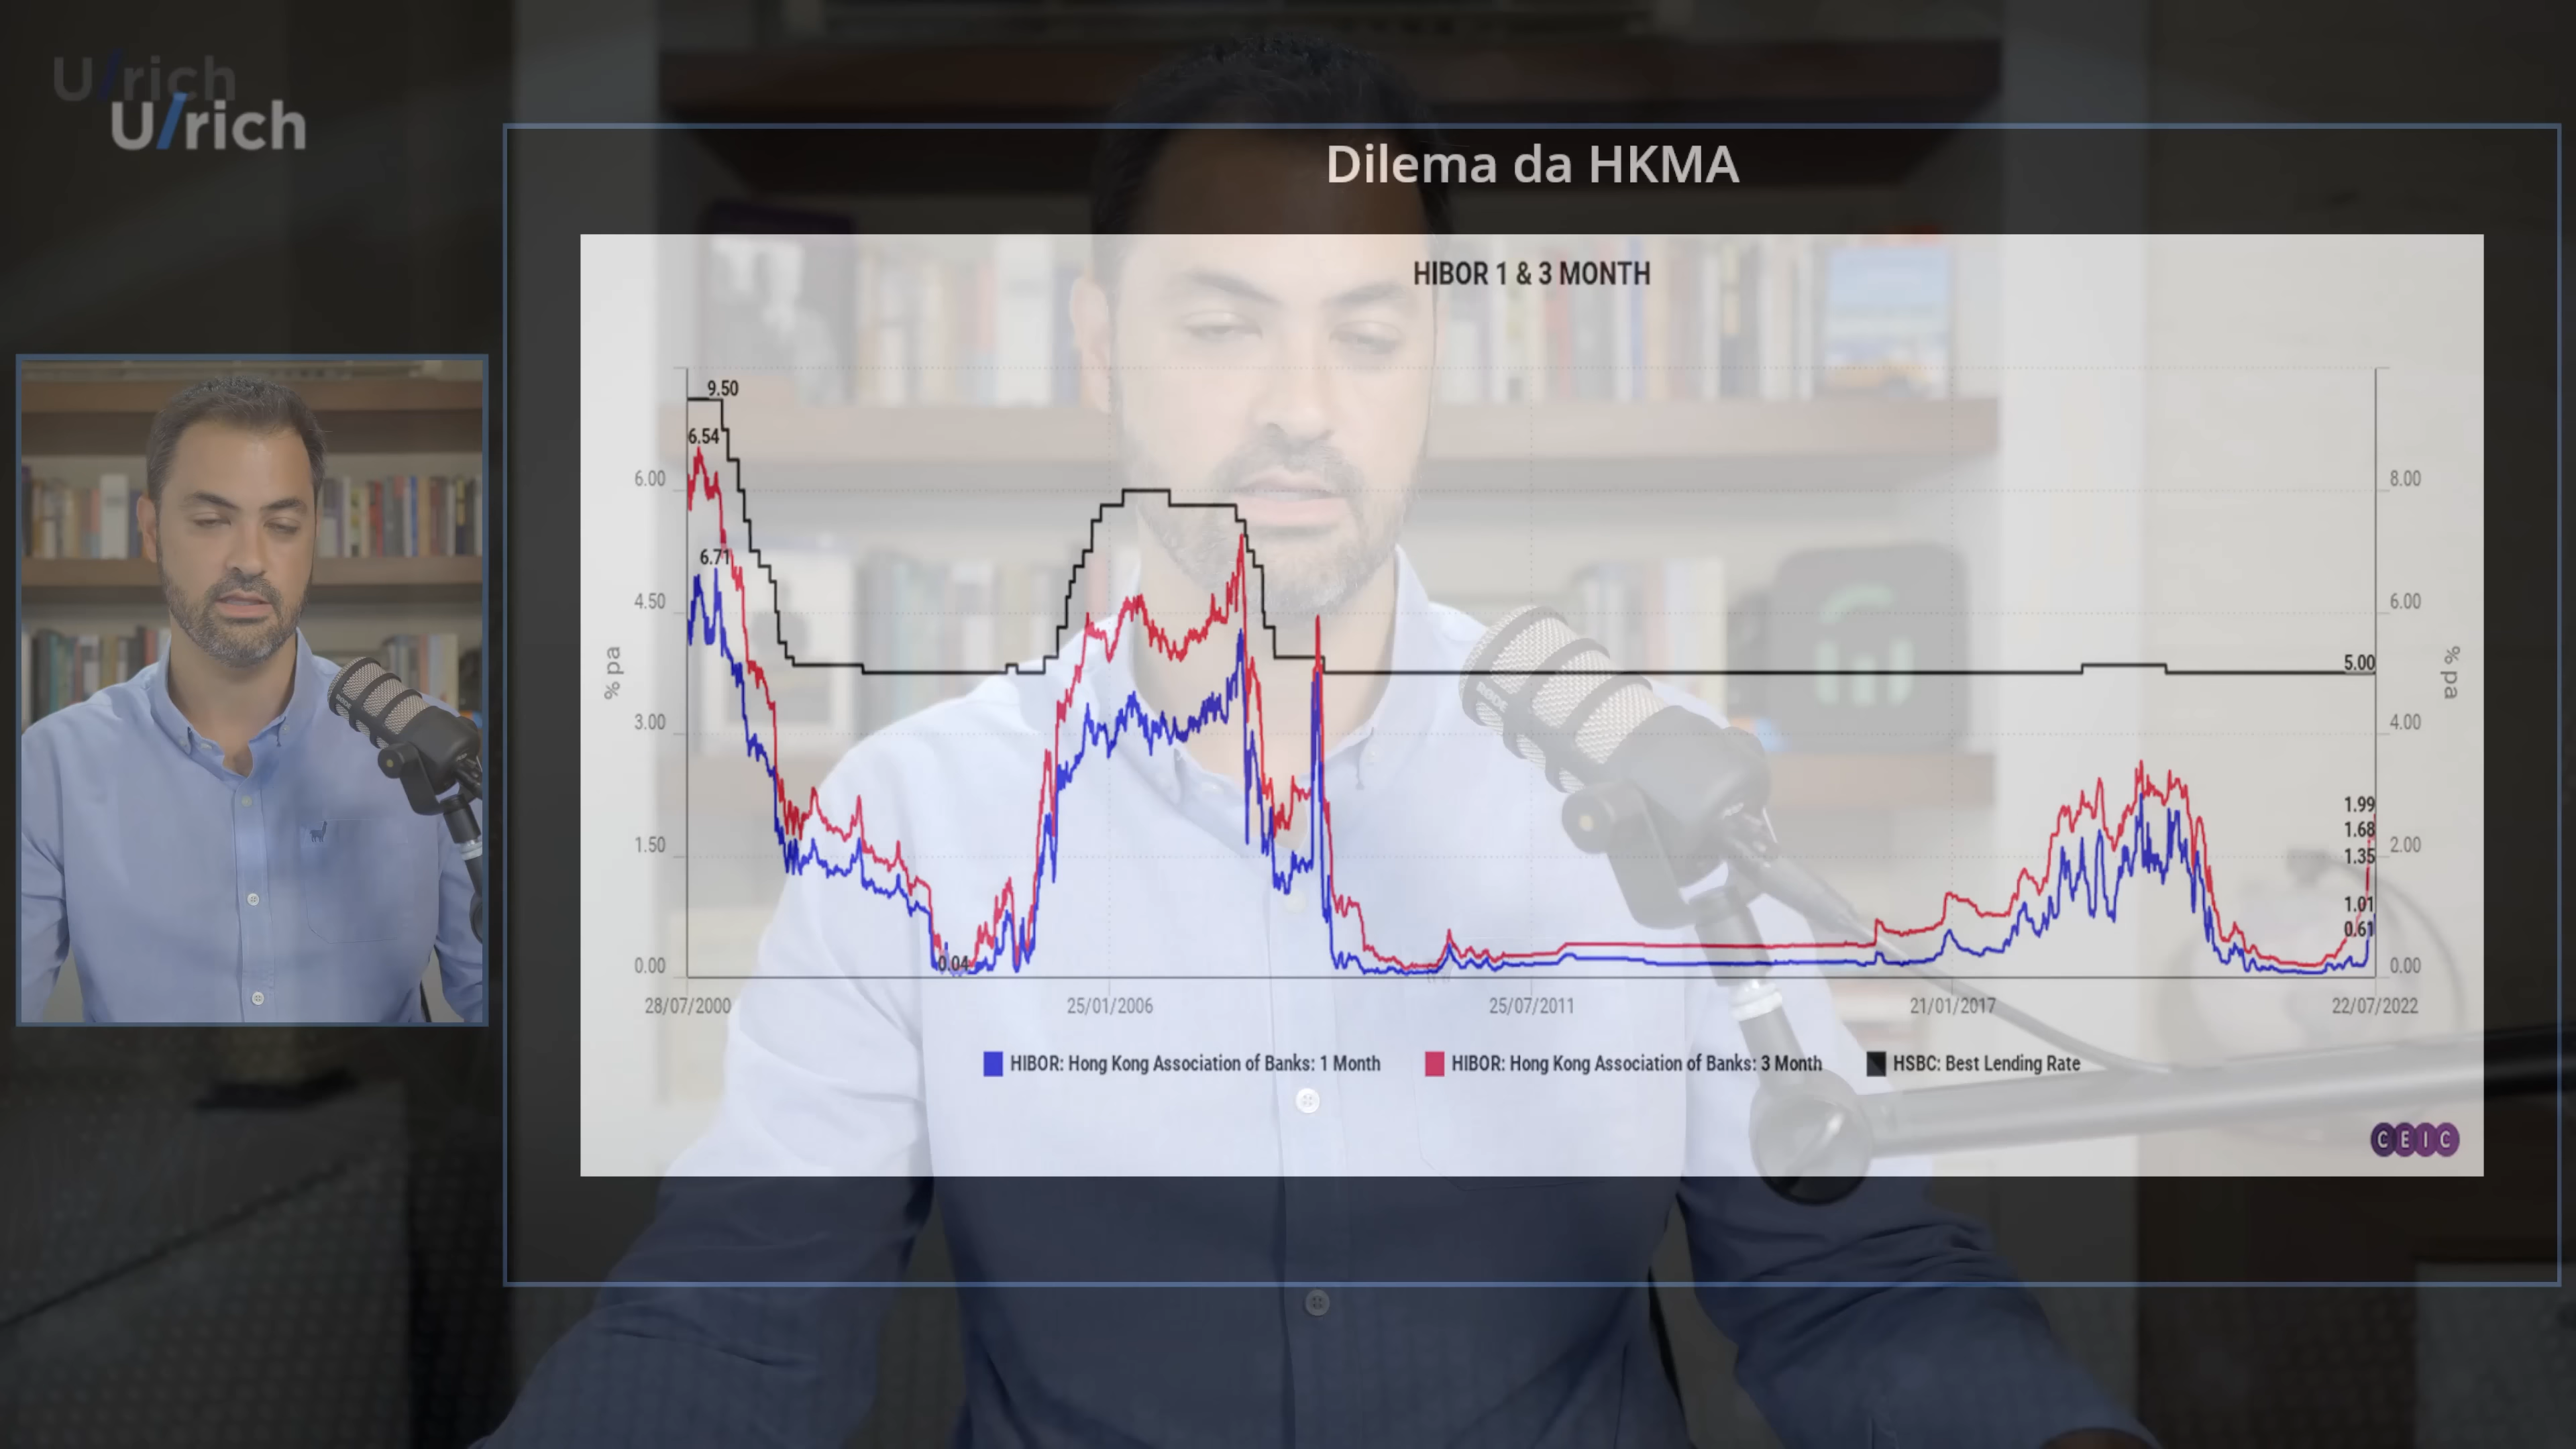 U/rich
U/rich
Dilema da HKMA
HIBOR 1 & 3 MONTH
9.50
6.54
6.71
6.00
4.50
3.00
1.50
0.00
% pa
0.04
8.00
6.00
4.00
2.00
0.00
% pa
5.00
1.99
1.68
1.35
1.01
0.61
28/07/2000
25/01/2006
25/07/2011
21/01/2017
22/07/2022
HIBOR: Hong Kong Association of Banks: 1 Month
HIBOR: Hong Kong Association of Banks: 3 Month
HSBC: Best Lending Rate
CEIC
RODE